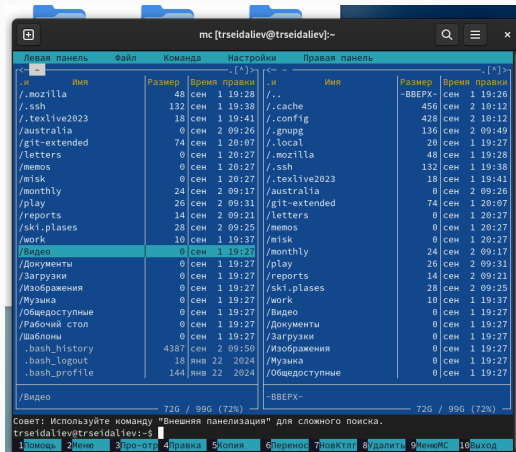 mc [trseidaliev@trseidaliev]:~
Левая панель Файл Команда Настройки Правая панель
<- ~ .[^]> <- ~ .[^]>
.и Имя Размер Время правки .и Имя Размер Время правки
/.mozilla 48 сен 1 19:28 /.. -ВВЕРХ- сен 1 19:26
/.ssh 132 сен 1 19:38 /.cache 456 сен 2 10:12
/.texlive2023 18 сен 1 19:41 /.config 428 сен 2 10:12
/australia 0 сен 2 09:26 /.gnupg 136 сен 2 09:49
/git-extended 74 сен 1 20:07 /.local 20 сен 1 19:27
/letters 0 сен 1 20:27 /.mozilla 48 сен 1 19:28
/memos 0 сен 1 20:27 /.ssh 132 сен 1 19:38
/misk 0 сен 1 20:27 /.texlive2023 18 сен 1 19:41
/monthly 24 сен 2 09:17 /australia 0 сен 2 09:26
/play 26 сен 2 09:31 /git-extended 74 сен 1 20:07
/reports 14 сен 2 09:21 /letters 0 сен 1 20:27
/ski.plases 28 сен 2 09:25 /memos 0 сен 1 20:27
/work 10 сен 1 19:37 /misk 0 сен 1 20:27
/Видео 0 сен 1 19:27 /monthly 24 сен 2 09:17
/Документы 0 сен 1 19:27 /play 26 сен 2 09:31
/Загрузки 0 сен 1 19:27 /reports 14 сен 2 09:21
/Изображения 0 сен 1 19:27 /ski.plases 28 сен 2 09:25
/Музыка 0 сен 1 19:27 /work 10 сен 1 19:37
/Общедоступные 0 сен 1 19:27 /Видео 0 сен 1 19:27
/Рабочий стол 0 сен 1 19:27 /Документы 0 сен 1 19:27
/Шаблоны 0 сен 1 19:27 /Загрузки 0 сен 1 19:27
.bash_history 4387 сен 2 09:50 /Изображения 0 сен 1 19:27
.bash_logout 18 янв 22 2024 /Музыка 0 сен 1 19:27
.bash_profile 144 янв 22 2024 /Общедоступные 0 сен 1 19:27
/Видео -ВВЕРХ-
72G / 99G (72%) 72G / 99G (72%)
Совет: Используйте команду "Внешняя панелизация" для сложного поиска.
trseidaliev@trseidaliev:~$
1Помощь 2Меню 3Про~отр 4Правка 5Копия 6Перенос 7НовКтлг 8Удалить 9МенюМС 10Выход